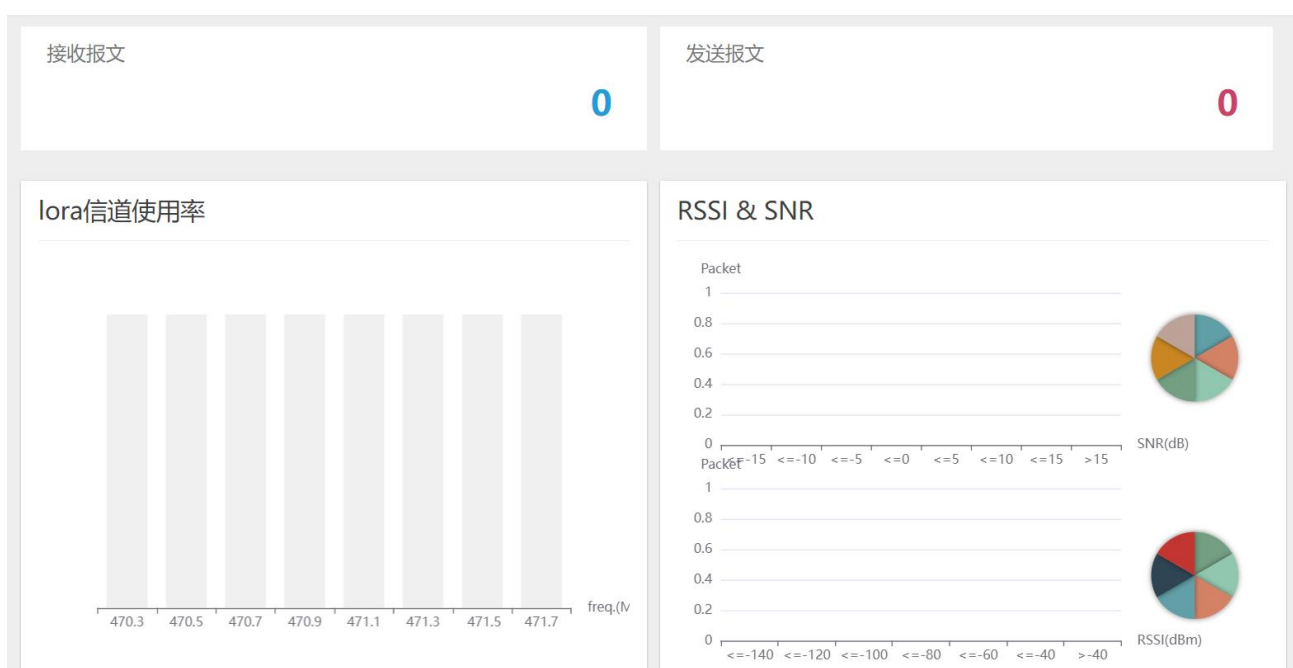 接收报文
0
发送报文
0
lora信道使用率
470.3 470.5 470.7 470.9 471.1 471.3 471.5 471.7
freq.(M
RSSI & SNR
Packet
1
0.8
0.6
0.4
0.2
0
<=-15 <=-10 <=-5 <=0 <=5 <=10 <=15 >15
SNR(dB)
Packet
1
0.8
0.6
0.4
0.2
0
<=-140 <=-120 <=-100 <=-80 <=-60 <=-40 >-40
RSSI(dBm)